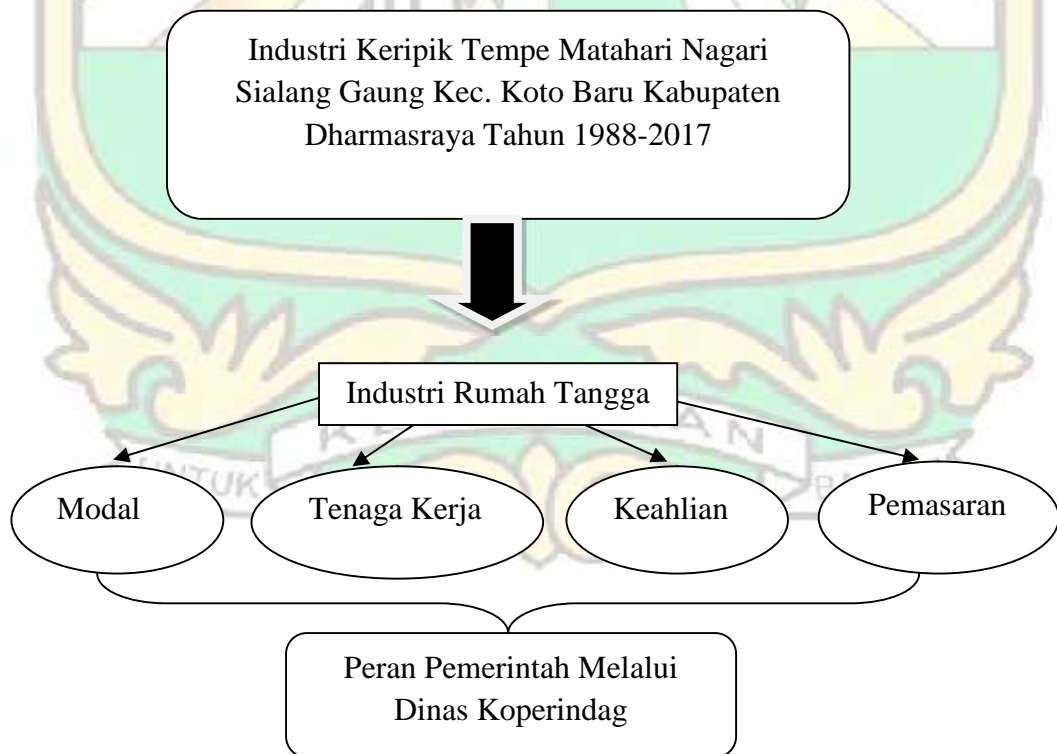 Industri Keripik Tempe Matahari Nagari
Sialang Gaung Kec. Koto Baru Kabupaten
Dharmasraya Tahun 1988-2017
Industri Rumah Tangga
UNTUK
Modal
Tenaga Kerja
Keahlian
Pemasaran
Peran Pemerintah Melalui
Dinas Koperindag